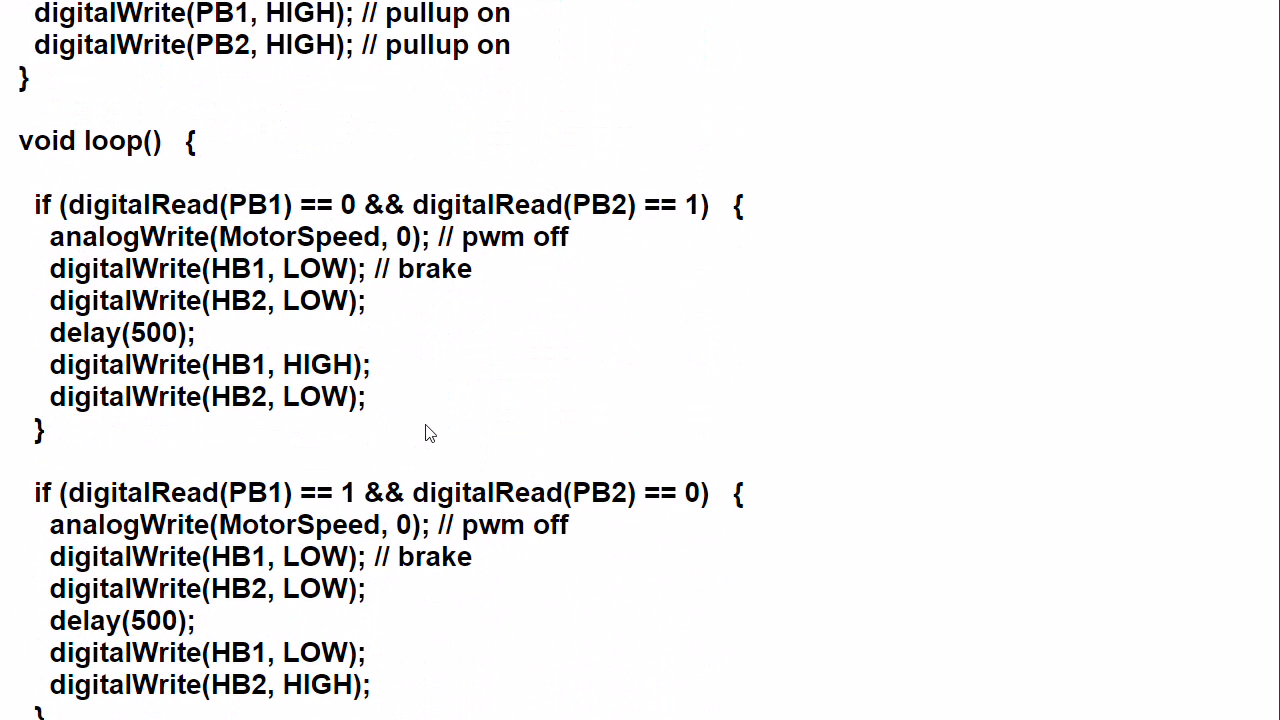 digitalWrite(PB1, HIGH); // pullup on
digitalWrite(PB2, HIGH); // pullup on
}
void loop() {
if (digitalRead(PB1) == 0 && digitalRead(PB2) == 1) {
analogWrite(MotorSpeed, 0); // pwm off
digitalWrite(HB1, LOW); // brake
digitalWrite(HB2, LOW);
delay(500);
digitalWrite(HB1, HIGH);
digitalWrite(HB2, LOW);
}
if (digitalRead(PB1) == 1 && digitalRead(PB2) == 0) {
analogWrite(MotorSpeed, 0); // pwm off
digitalWrite(HB1, LOW); // brake
digitalWrite(HB2, LOW);
delay(500);
digitalWrite(HB1, LOW);
digitalWrite(HB2, HIGH);
}